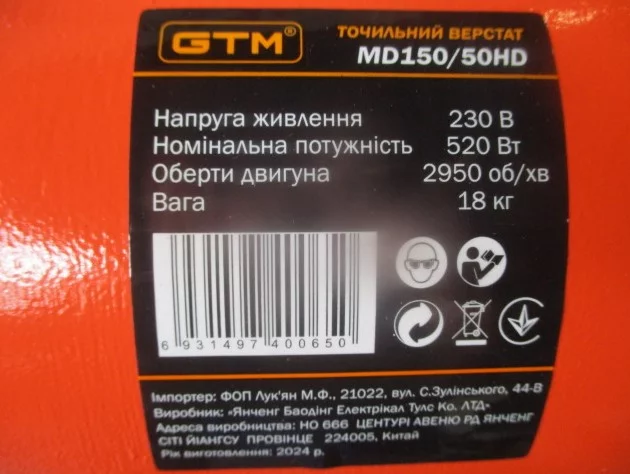 GTM®
ТОЧИЛЬНИЙ ВЕРСТАТ
MD150/50HD
Напруга живлення 230 В
Номінальна потужність 520 Вт
Оберти двигуна 2950 об/хв
Вага 18 кг
6 931497 400650
Імпортер: ФОП Лук'ян М.Ф., 21022, вул. С.Зулінського, 44-В
Виробник: «Янченг Баодінг Електрікал Тулс Ко. ЛТД»
Адреса виробництва: НО 666 ЦЕНТУРІ АВЕНЮ РД ЯНЧЕНГ
СІТІ ЙІАНГСУ ПРОВІНЦЕ 224005, Китай
Рік виготовлення: 2024 р.